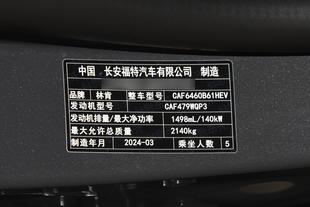 中国 长安福特汽车有限公司 制造
品牌 林肯 整车型号 CAF6460B61HEV
发动机型号 CAF479WQP3
发动机排量/最大净功率 1498mL/140kW
最大允许总质量 2140kg
制造年月 2024-03 乘坐人数 5